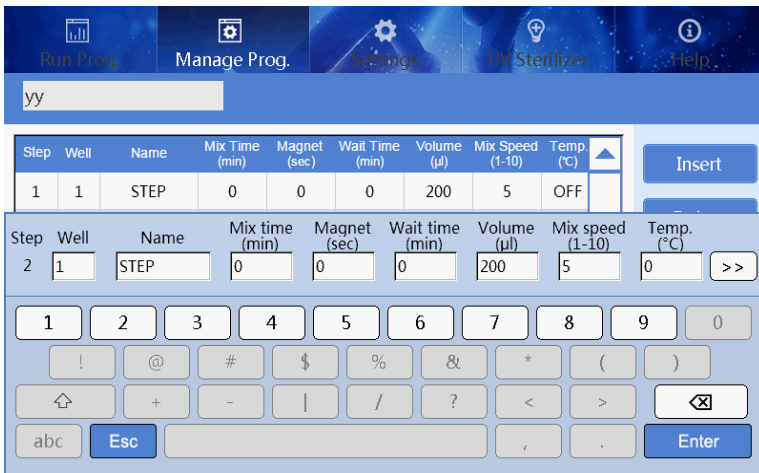 Run Prog. Manage Prog. Settings UV Sterilizer Help
yy
Step Well Name Mix Time (min) Magnet (sec) Wait Time (min) Volume (µl) Mix Speed (1-10) Temp. (℃)
Insert
1 1 STEP 0 0 0 200 5 OFF
Step Well Name Mix time (min) Magnet (sec) Wait time (min) Volume (µl) Mix speed (1-10) Temp. (°C)
2 1 STEP 0 0 0 200 5 0 >>
1 2 3 4 5 6 7 8 9 0
! @ # $ % & * ( )
+ - | / ? < >
abc Esc , . Enter